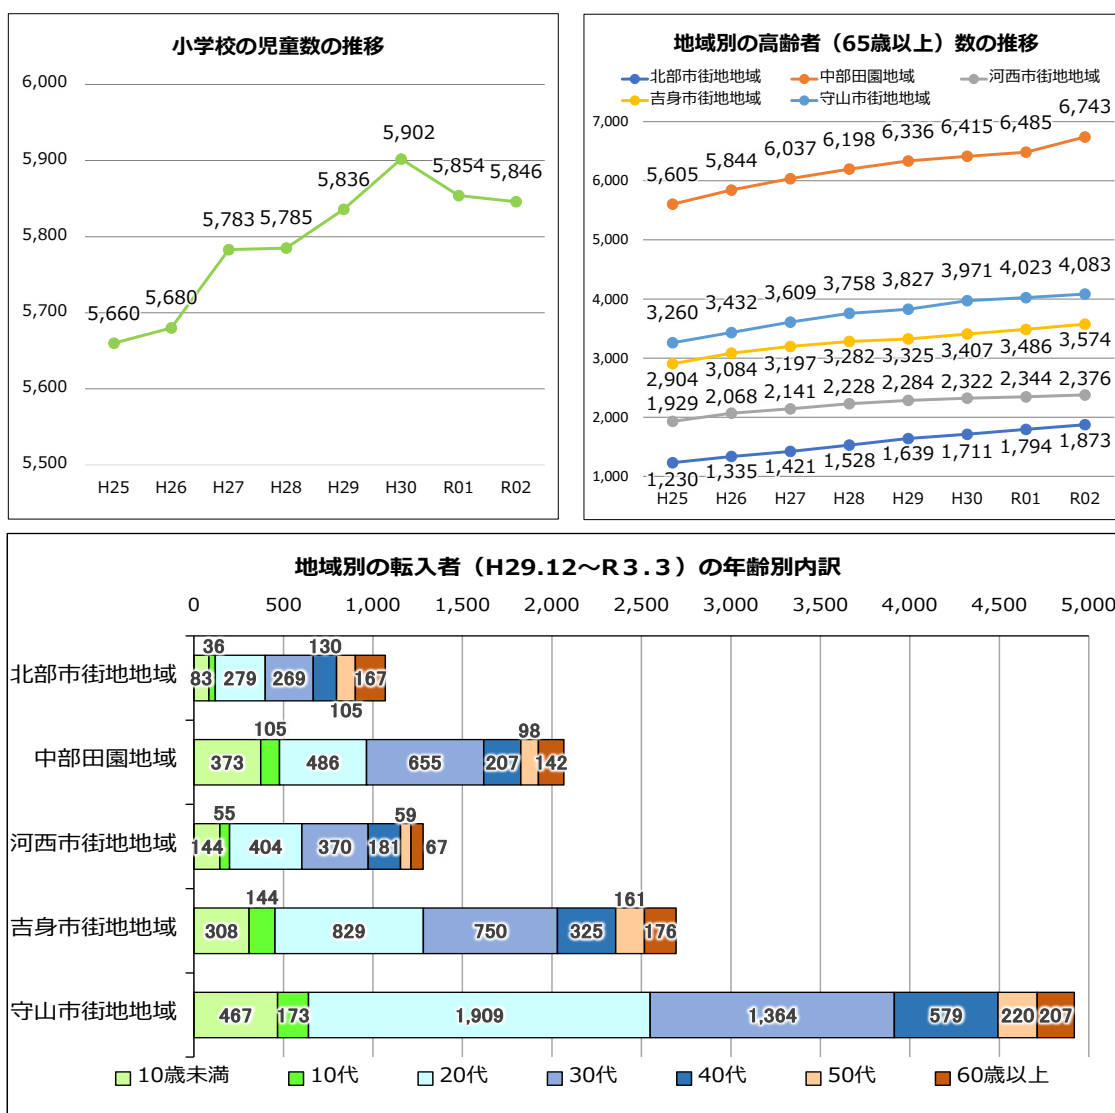 小学校の児童数の推移
6,000
5,900
5,800
5,700
5,600
5,500
5,660
5,680
5,783
5,785
5,836
5,902
5,854
5,846
H25 H26 H27 H28 H29 H30 R01 R02
地域別の高齢者（65歳以上）数の推移
北部市街地地域 中部田園地域 河西市街地地域
吉身市街地地域 守山市街地地域
7,000
6,000
5,000
4,000
3,000
2,000
1,000
5,605 5,844 6,037 6,198 6,336 6,415 6,485 6,743
3,260 3,432 3,609 3,758 3,827 3,971 4,023 4,083
2,904 3,084 3,197 3,282 3,325 3,407 3,486 3,574
1,929 2,068 2,141 2,228 2,284 2,322 2,344 2,376
1,230 1,335 1,421 1,528 1,639 1,711 1,794 1,873
H25 H26 H27 H28 H29 H30 R01 R02
地域別の転入者（H29.12～R３.３）の年齢別内訳
0 500 1,000 1,500 2,000 2,500 3,000 3,500 4,000 4,500 5,000
北部市街地地域 83 36 279 269 130 105 167
中部田園地域 373 105 486 655 207 98 142
河西市街地地域 144 55 404 370 181 59 67
吉身市街地地域 308 144 829 750 325 161 176
守山市街地地域 467 173 1,909 1,364 579 220 207
10歳未満 10代 20代 30代 40代 50代 60歳以上